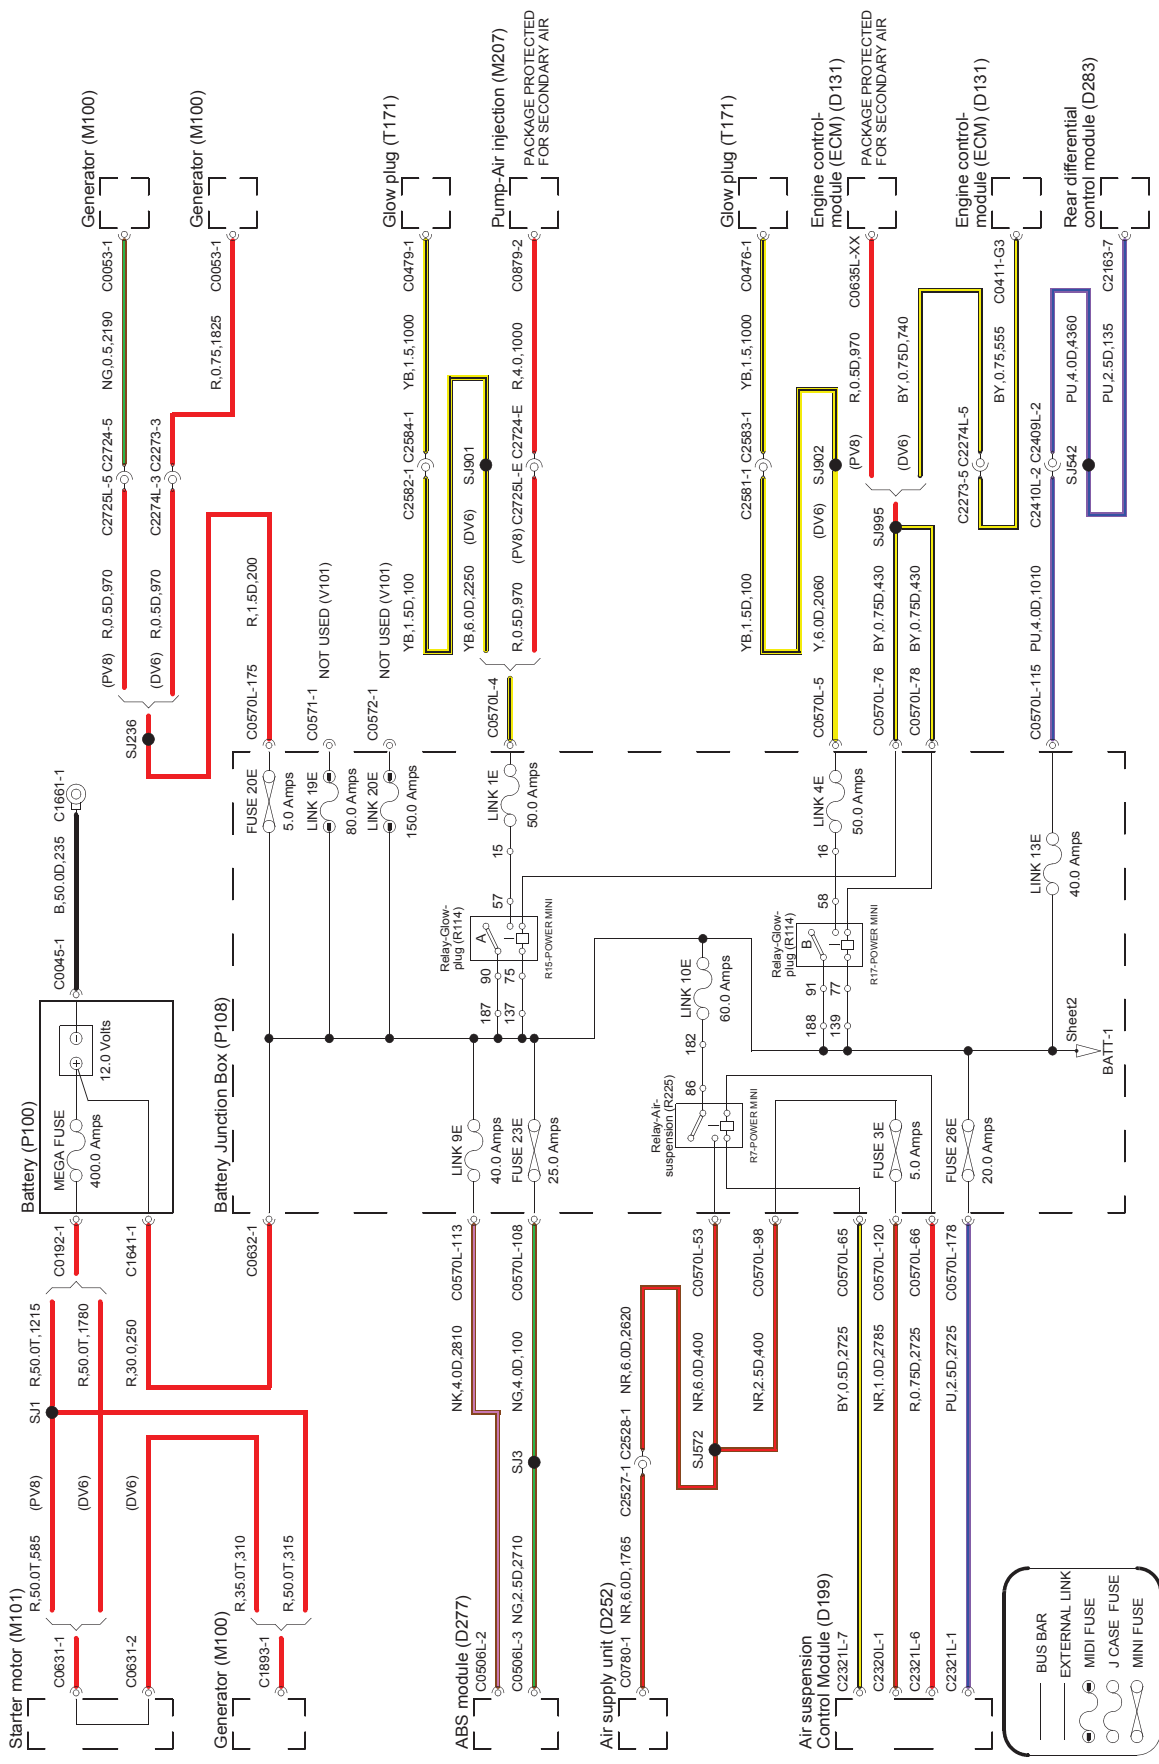 Starter motor (M101)
C0631-1
C0631-2
R,50.0T,585
(PV8)
SJ1
R,50.0T,1215
C0192-1
(DV6)
R,50.0T,1780
(DV6)
R,30.0,250
C1641-1
Generator (M100)
C1893-1
R,35.0T,310
R,50.0T,315
C0632-1
Battery (P100)
MEGA FUSE
400.0 Amps
12.0 Volts
C0045-1
B,50.0D,235
C1661-1
SJ236
(PV8)
R,0.5D,970
C2725L-5
C2724-5
NG,0.5,2190
C0053-1
Generator (M100)
(DV6)
R,0.5D,970
C2274L-3
C2273-3
R,0.75,1825
C0053-1
Generator (M100)
Battery Junction Box (P108)
FUSE 20E
5.0 Amps
C0570L-175
R,1.5D,200
LINK 19E
80.0 Amps
C0571-1
NOT USED (V101)
LINK 20E
150.0 Amps
C0572-1
NOT USED (V101)
ABS module (D277)
C0506L-2
NK,4.0D,2810
C0570L-113
LINK 9E
40.0 Amps
C0506L-3
NG,2.5D,2710
SJ3
NG,4.0D,100
C0570L-108
FUSE 23E
25.0 Amps
187
90
137
75
Relay-Glow-
plug (R114)
A
R15-POWER MINI
57
15
LINK 1E
50.0 Amps
C0570L-4
YB,1.5D,100
C2582-1
C2584-1
YB,1.5,1000
C0479-1
Glow plug (T171)
YB,6.0D,2250
(DV6)
SJ901
R,0.5D,970
(PV8)
C2725L-E
C2724-E
R,4.0,1000
C0879-2
Pump-Air injection (M207)
PACKAGE PROTECTED
FOR SECONDARY AIR
Air supply unit (D252)
C0780-1
NR,6.0D,1765
C2527-1
C2528-1
NR,6.0D,2620
SJ572
NR,6.0D,400
C0570L-53
NR,2.5D,400
C0570L-98
Relay-Air-
suspension (R225)
R7-POWER MINI
86
182
LINK 10E
60.0 Amps
188
91
139
77
Relay-Glow-
plug (R114)
B
R17-POWER MINI
58
16
LINK 4E
50.0 Amps
C0570L-5
YB,1.5D,100
C2581-1
C2583-1
YB,1.5,1000
C0476-1
Glow plug (T171)
Y,6.0D,2060
(DV6)
SJ902
C0570L-76
BY,0.75D,430
SJ995
C0570L-78
BY,0.75D,430
(PV8)
R,0.5D,970
C0635L-XX
Engine control-
module (ECM) (D131)
PACKAGE PROTECTED
FOR SECONDARY AIR
(DV6)
BY,0.75D,740
C2273-5
C2274L-5
BY,0.75,555
C0411-G3
Engine control-
module (ECM) (D131)
Air suspension
Control Module (D199)
C2321L-7
BY,0.5D,2725
C0570L-65
C2320L-1
NR,1.0D,2785
C0570L-120
FUSE 3E
5.0 Amps
C2321L-6
R,0.75D,2725
C0570L-66
C2321L-1
PU,2.5D,2725
C0570L-178
FUSE 26E
20.0 Amps
LINK 13E
40.0 Amps
C0570L-115
PU,4.0D,1010
C2410L-2
C2409L-2
PU,4.0D,4360
SJ542
PU,2.5D,135
C2163-7
Rear differential
control module (D283)
Sheet2
BATT-1
BUS BAR
EXTERNAL LINK
MIDI FUSE
J CASE FUSE
MINI FUSE